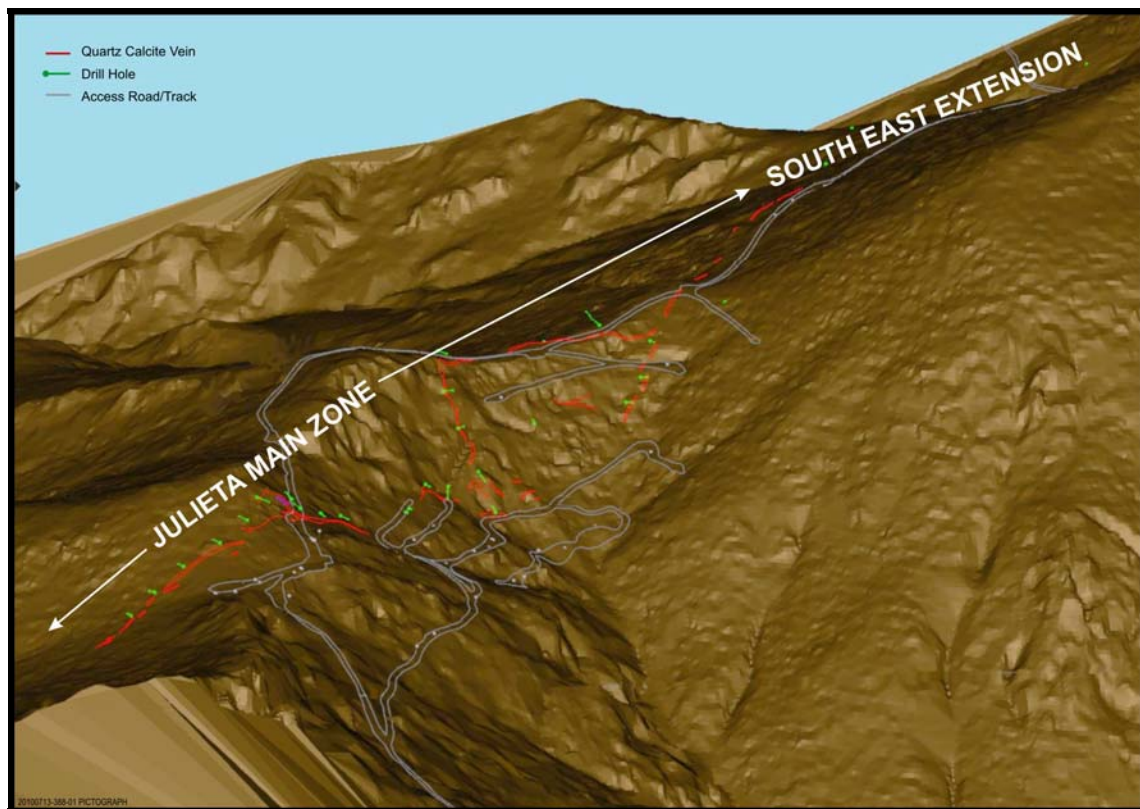 Quartz Calcite Vein
Drill Hole
Access Road/Track
SOUTH EAST EXTENSION
JULIETA MAIN ZONE
20100713-388-01 PICTOGRAPH